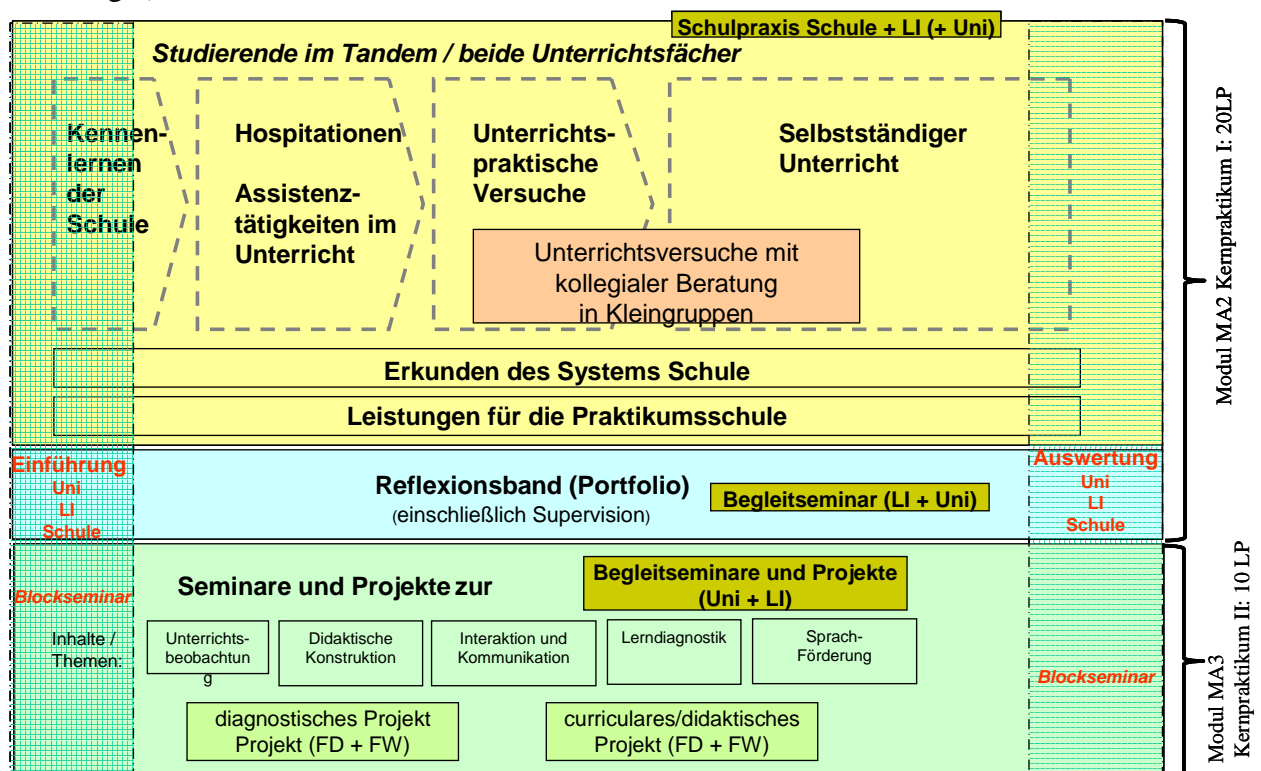 Schulpraxis Schule + LI (+ Uni)
Studierende im Tandem / beide Unterrichtsfächer
Kennen-
lernen
der
Schule
Hospitationen
Assistenz-
tätigkeiten im
Unterricht
Unterrichts-
praktische
Versuche
Selbstständiger
Unterricht
Unterrichtsversuche mit
kollegialer Beratung
in Kleingruppen
Erkunden des Systems Schule
Leistungen für die Praktikumsschule
Modul MA2 Kernpraktikum I: 20LP
Einführung
Uni
LI
Schule
Reflexionsband (Portfolio)
(einschließlich Supervision)
Begleitseminar (LI + Uni)
Auswertung
Uni
LI
Schule
Blockseminar
Seminare und Projekte zur
Begleitseminare und Projekte
(Uni + LI)
Inhalte /
Themen:
Unterrichts-
beobachtun
g
Didaktische
Konstruktion
Interaktion und
Kommunikation
Lerndiagnostik
Sprach-
Förderung
Blockseminar
diagnostisches Projekt
Projekt (FD + FW)
curriculares/didaktisches
Projekt (FD + FW)
Modul MA3
Kernpraktikum II: 10 LP